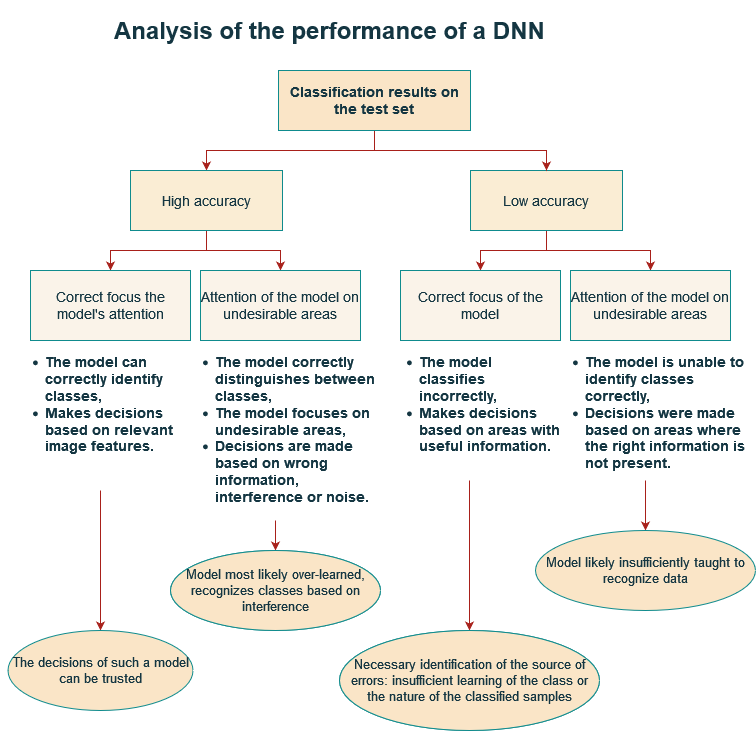 Analysis of the performance of a DNN
Classification results on
the test set
High accuracy
Low accuracy
Correct focus the
model's attention
Attention of the model on
undesirable areas
Correct focus of the
model
Attention of the model on
undesirable areas
• The model can
correctly identify
classes,
• Makes decisions
based on relevant
image features.
• The model correctly
distinguishes between
classes,
• The model focuses on
undesirable areas,
• Decisions are made
based on wrong
information,
interference or noise.
• The model
classifies
incorrectly,
• Makes decisions
based on areas with
useful information.
• The model is unable to
identify classes
correctly,
• Decisions were made
based on areas where
the right information is
not present.
The decisions of such a model
can be trusted
Model most likely over-learned,
recognizes classes based on
interference
Necessary identification of the source of
errors: insufficient learning of the class or
the nature of the classified samples
Model likely insufficiently taught to
recognize data